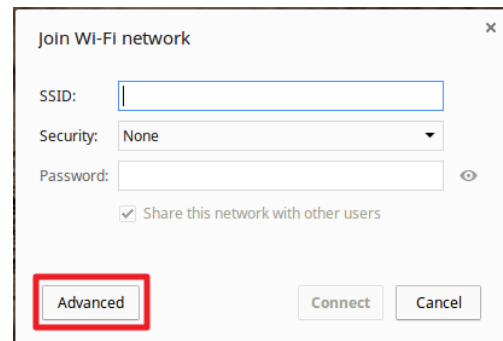 Join Wi-Fi network
SSID:
Security: None
Password:
Share this network with other users
Advanced Connect Cancel